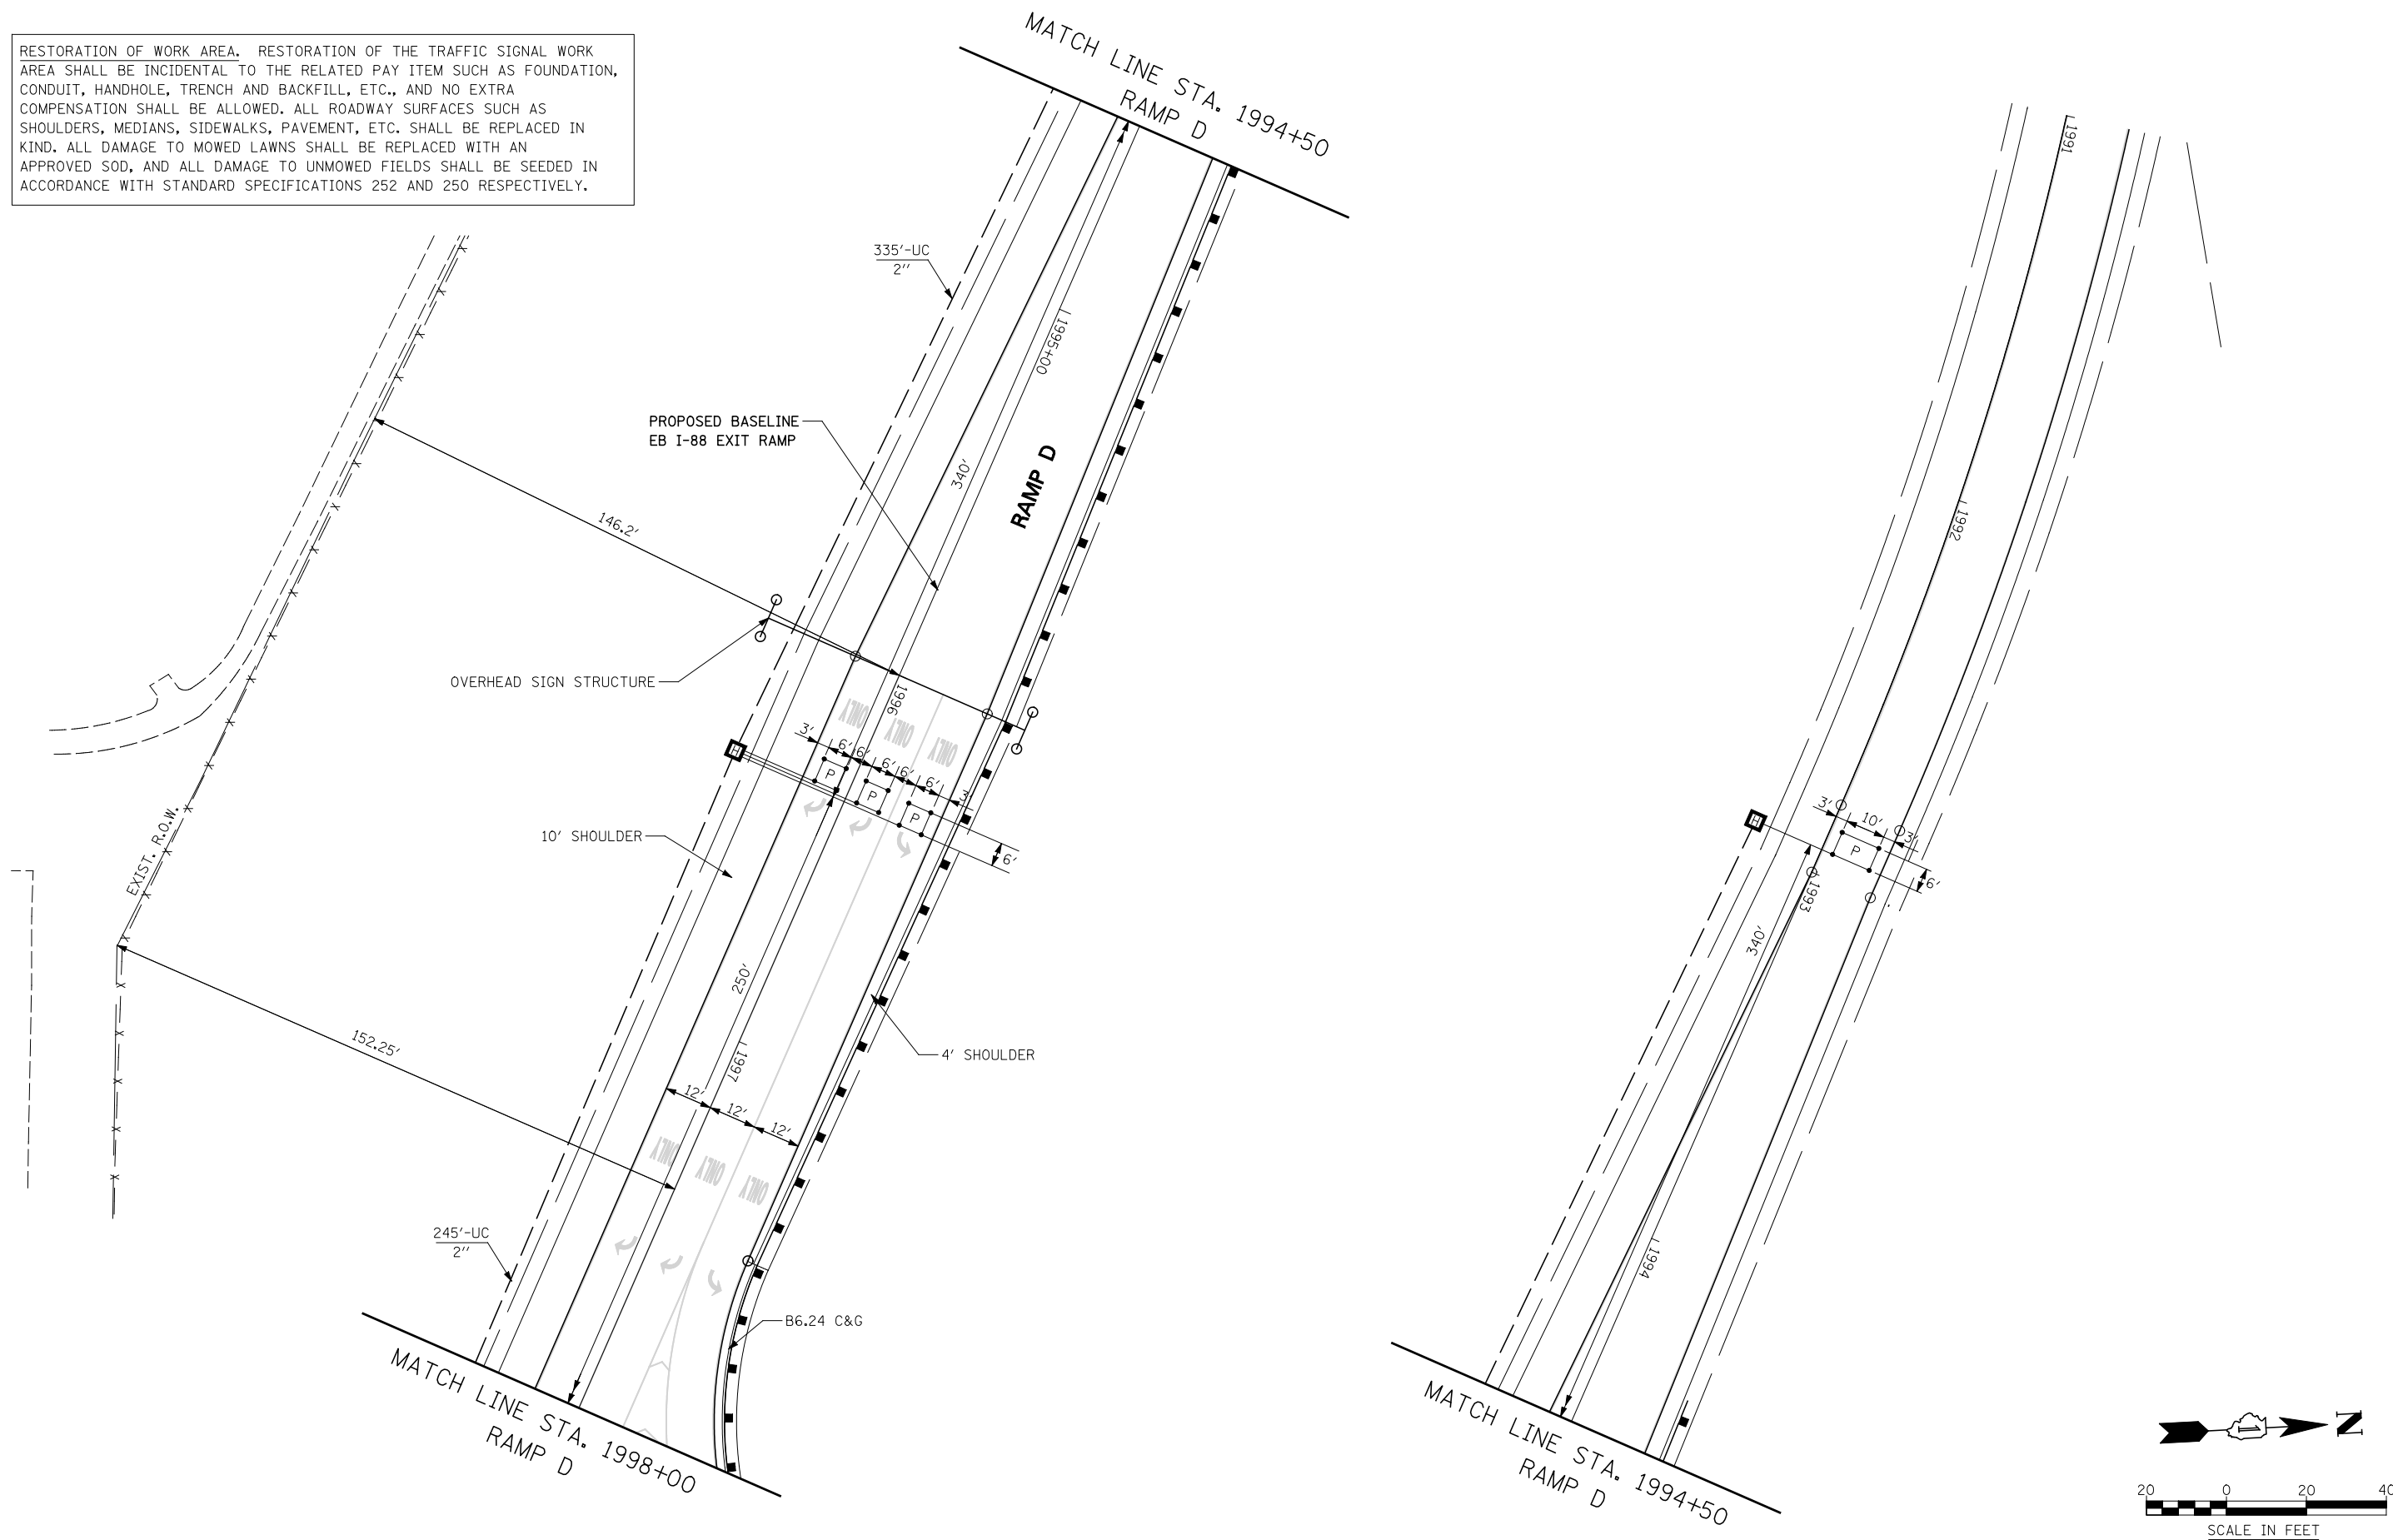 RESTORATION OF WORK AREA. RESTORATION OF THE TRAFFIC SIGNAL WORK
AREA SHALL BE INCIDENTAL TO THE RELATED PAY ITEM SUCH AS FOUNDATION,
CONDUIT, HANDHOLE, TRENCH AND BACKFILL, ETC., AND NO EXTRA
COMPENSATION SHALL BE ALLOWED. ALL ROADWAY SURFACES SUCH AS
SHOULDERS, MEDIANS, SIDEWALKS, PAVEMENT, ETC. SHALL BE REPLACED IN
KIND. ALL DAMAGE TO MOWED LAWNS SHALL BE REPLACED WITH AN
APPROVED SOD, AND ALL DAMAGE TO UNMOWED FIELDS SHALL BE SEEDED IN
ACCORDANCE WITH STANDARD SPECIFICATIONS 252 AND 250 RESPECTIVELY.
MATCH LINE STA. 1994+50
RAMP D
335'-UC
2"
1995+00
PROPOSED BASELINE
EB I-88 EXIT RAMP
340'
RAMP D
146.2'
OVERHEAD SIGN STRUCTURE
1996
ONLY
ONLY
ONLY
3'
6'
6'
6'
6'
6'
3'
H
P
P
P
6'
10' SHOULDER
EXIST. R.O.W.
250'
4' SHOULDER
152.25'
1997
12'
12'
12'
ONLY
ONLY
ONLY
245'-UC
2"
B6.24 C&G
MATCH LINE STA. 1998+00
RAMP D
1991
1992
H
3'
10'
3'
P
6'
1993
340'
1994
MATCH LINE STA. 1994+50
RAMP D
N
20
0
20
40
SCALE IN FEET